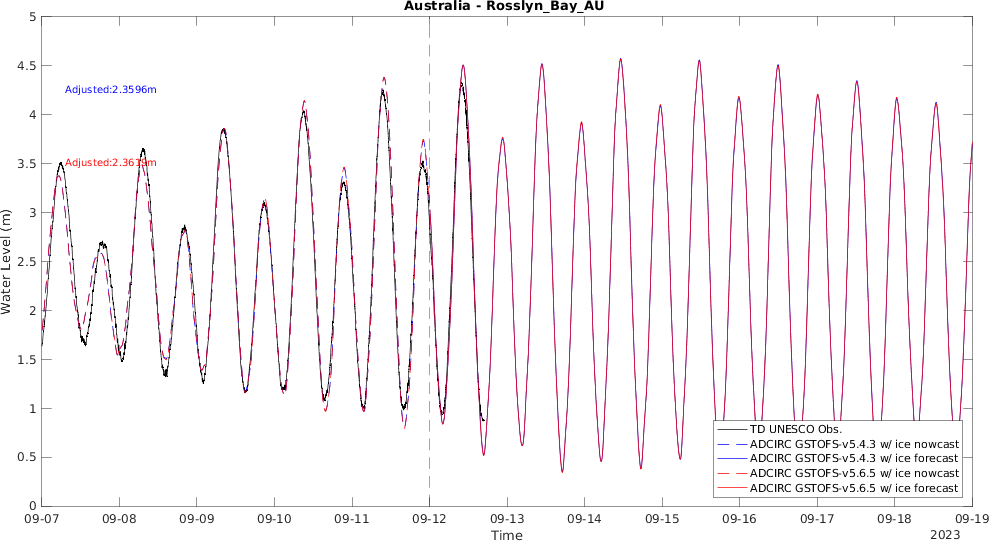 Australia - Rosslyn_Bay_AU
5
4.5
Adjusted:2.3596m
4
3.5
Adjusted:2.3619m
3
2.5
2
1.5
1
0.5
0
Water Level (m)
TD UNESCO Obs.
ADCIRC GSTOFS-v5.4.3 w/ ice nowcast
ADCIRC GSTOFS-v5.4.3 w/ ice forecast
ADCIRC GSTOFS-v5.6.5 w/ ice nowcast
ADCIRC GSTOFS-v5.6.5 w/ ice forecast
09-07 09-08 09-09 09-10 09-11 09-12 09-13 09-14 09-15 09-16 09-17 09-18 09-19
Time
2023